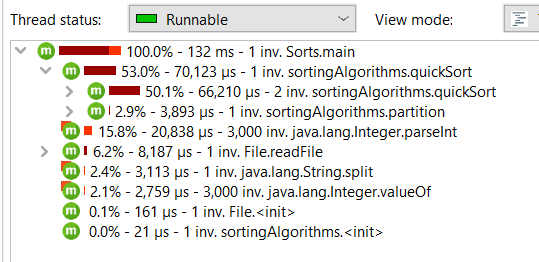 Thread status: Runnable View mode:
m 100.0% - 132 ms - 1 inv. Sorts.main
m 53.0% - 70,123 µs - 1 inv. sortingAlgorithms.quickSort
m 50.1% - 66,210 µs - 2 inv. sortingAlgorithms.quickSort
m 2.9% - 3,893 µs - 1 inv. sortingAlgorithms.partition
m 15.8% - 20,838 µs - 3,000 inv. java.lang.Integer.parseInt
m 6.2% - 8,187 µs - 1 inv. File.readFile
m 2.4% - 3,113 µs - 1 inv. java.lang.String.split
m 2.1% - 2,759 µs - 3,000 inv. java.lang.Integer.valueOf
m 0.1% - 161 µs - 1 inv. File.<init>
m 0.0% - 21 µs - 1 inv. sortingAlgorithms.<init>